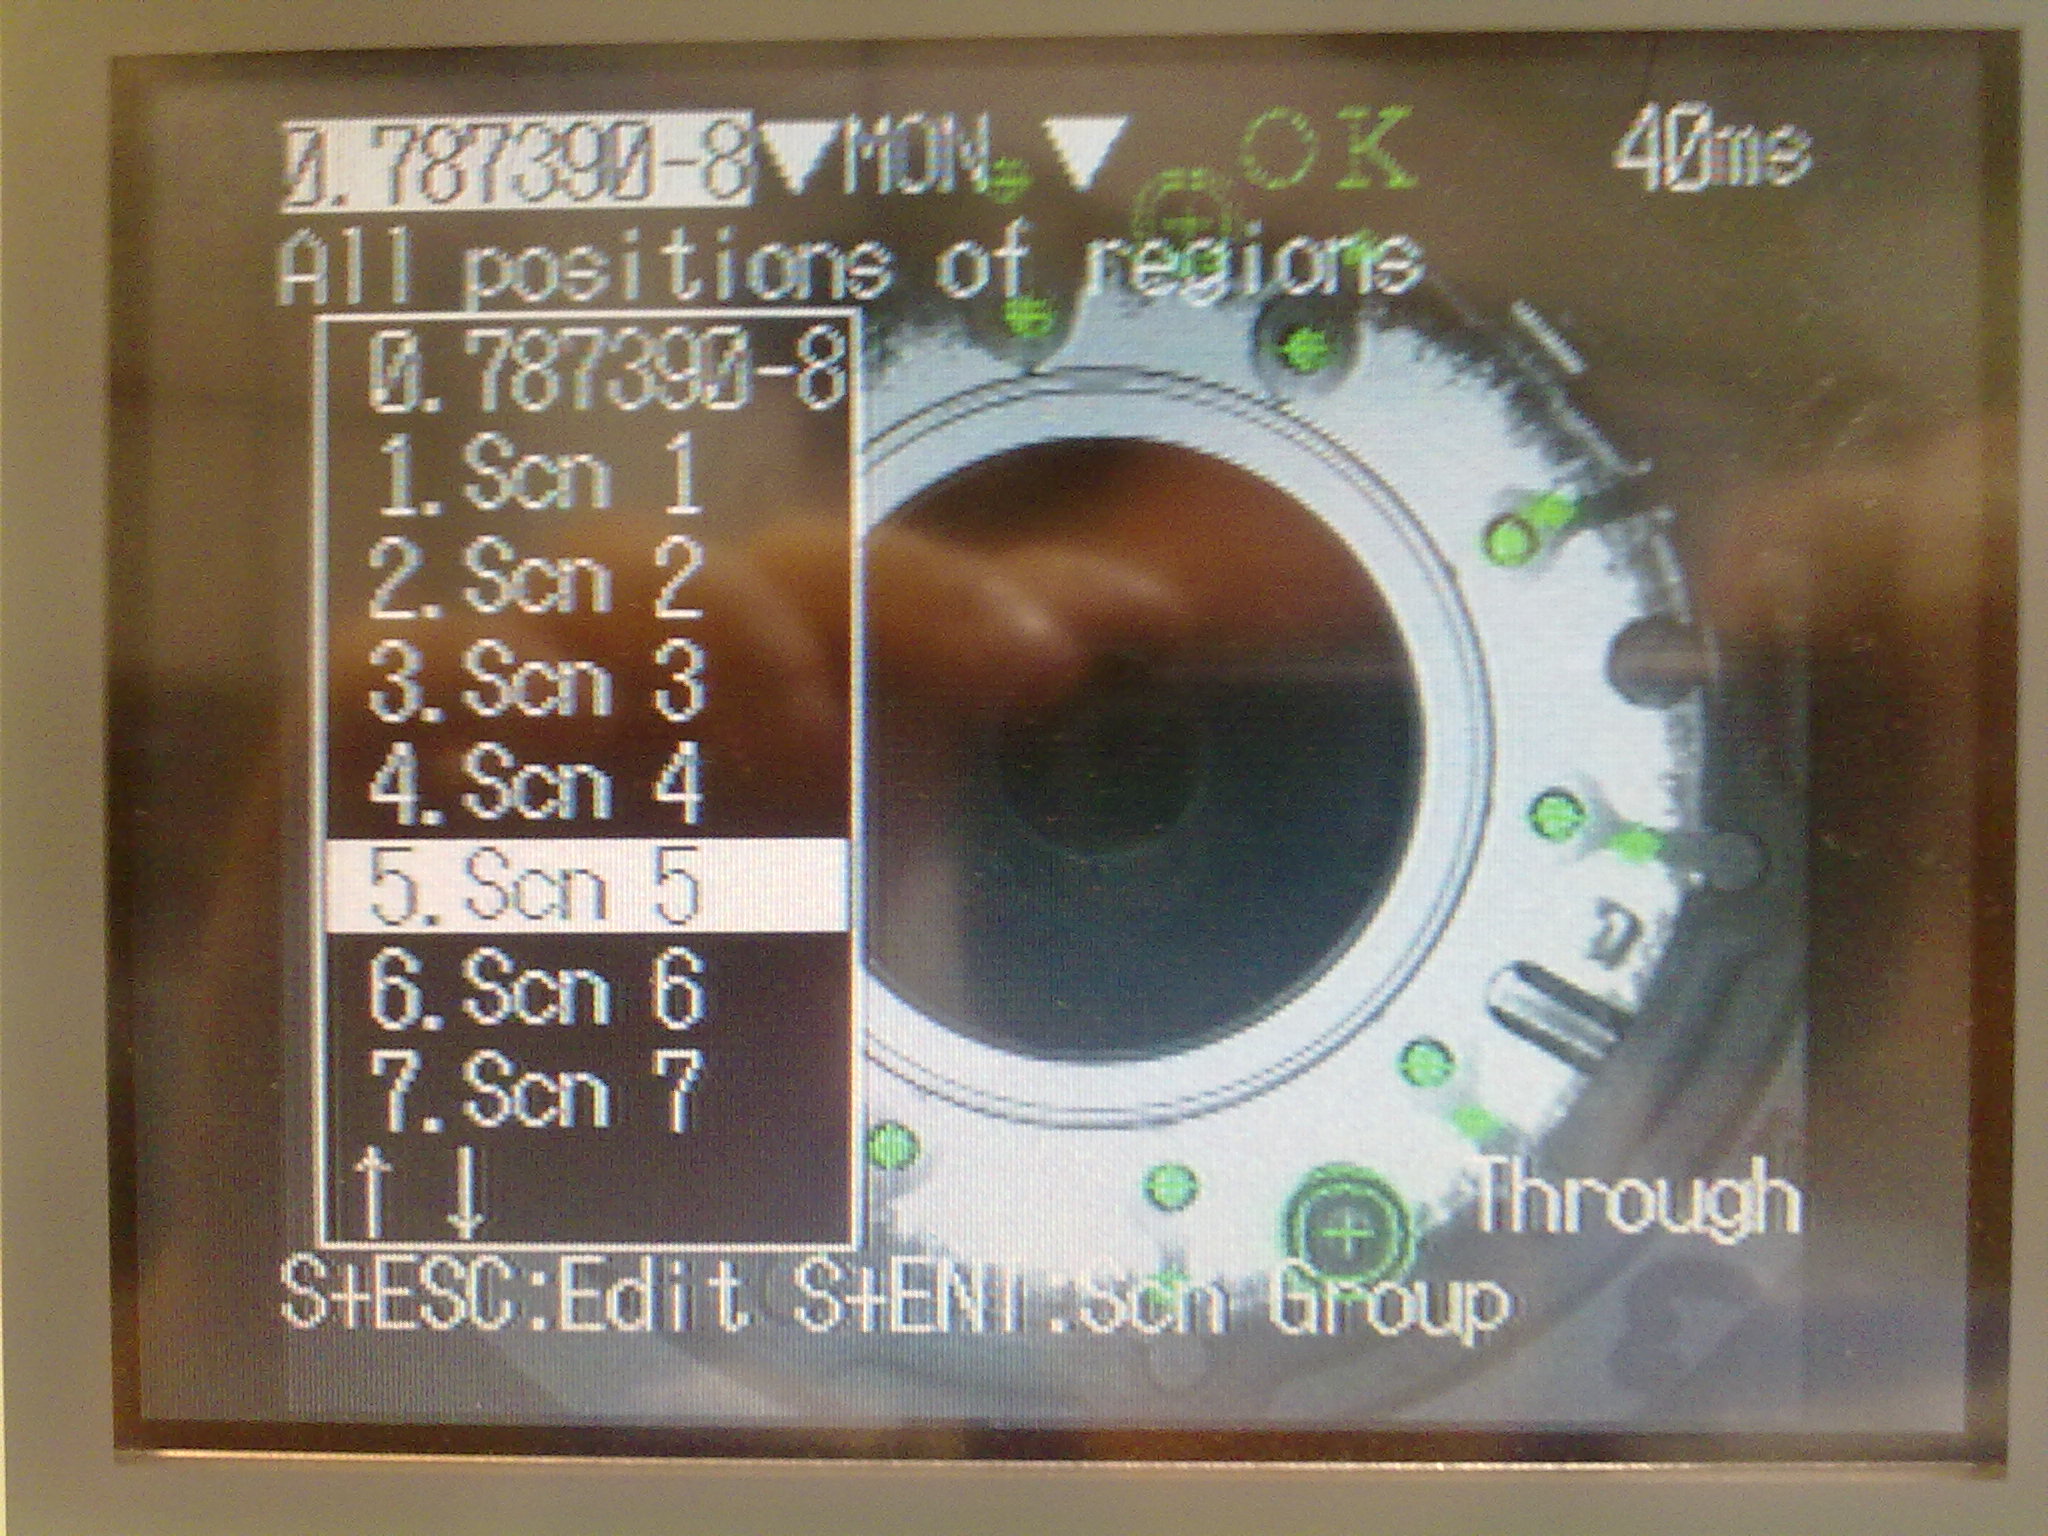 0.787390-8▼MON ▼ OK 40ms
All positions of regions
0.787390-8
1.Scn 1
2.Scn 2
3.Scn 3
4.Scn 4
5.Scn 5
6.Scn 6
7.Scn 7
↑ ↓
Through
S+ESC:Edit S+ENT:Scn Group